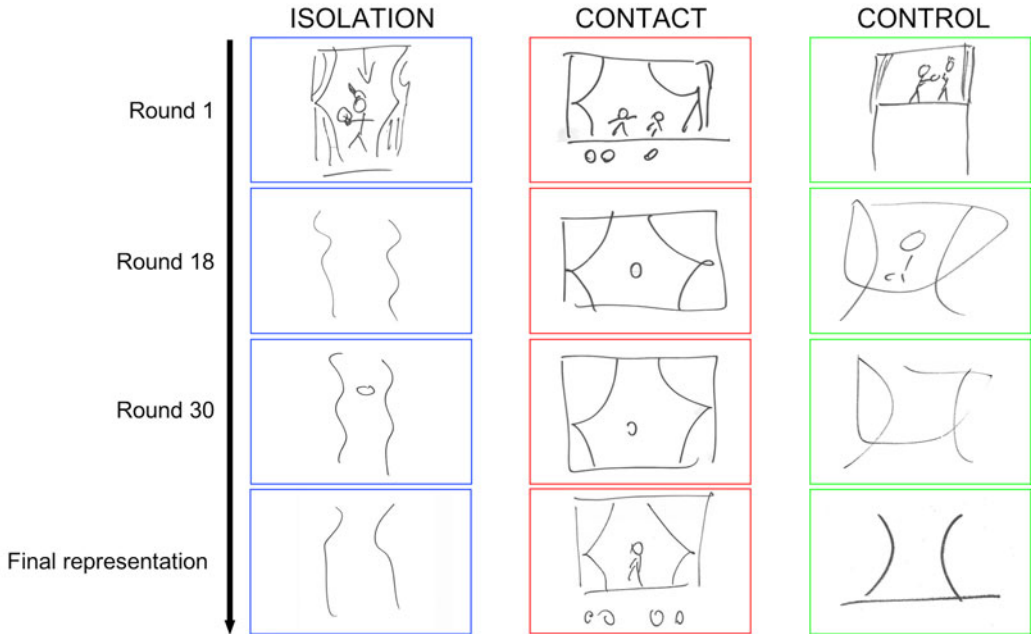 ISOLATION CONTACT CONTROL
Round 1
Round 18
Round 30
Final representation